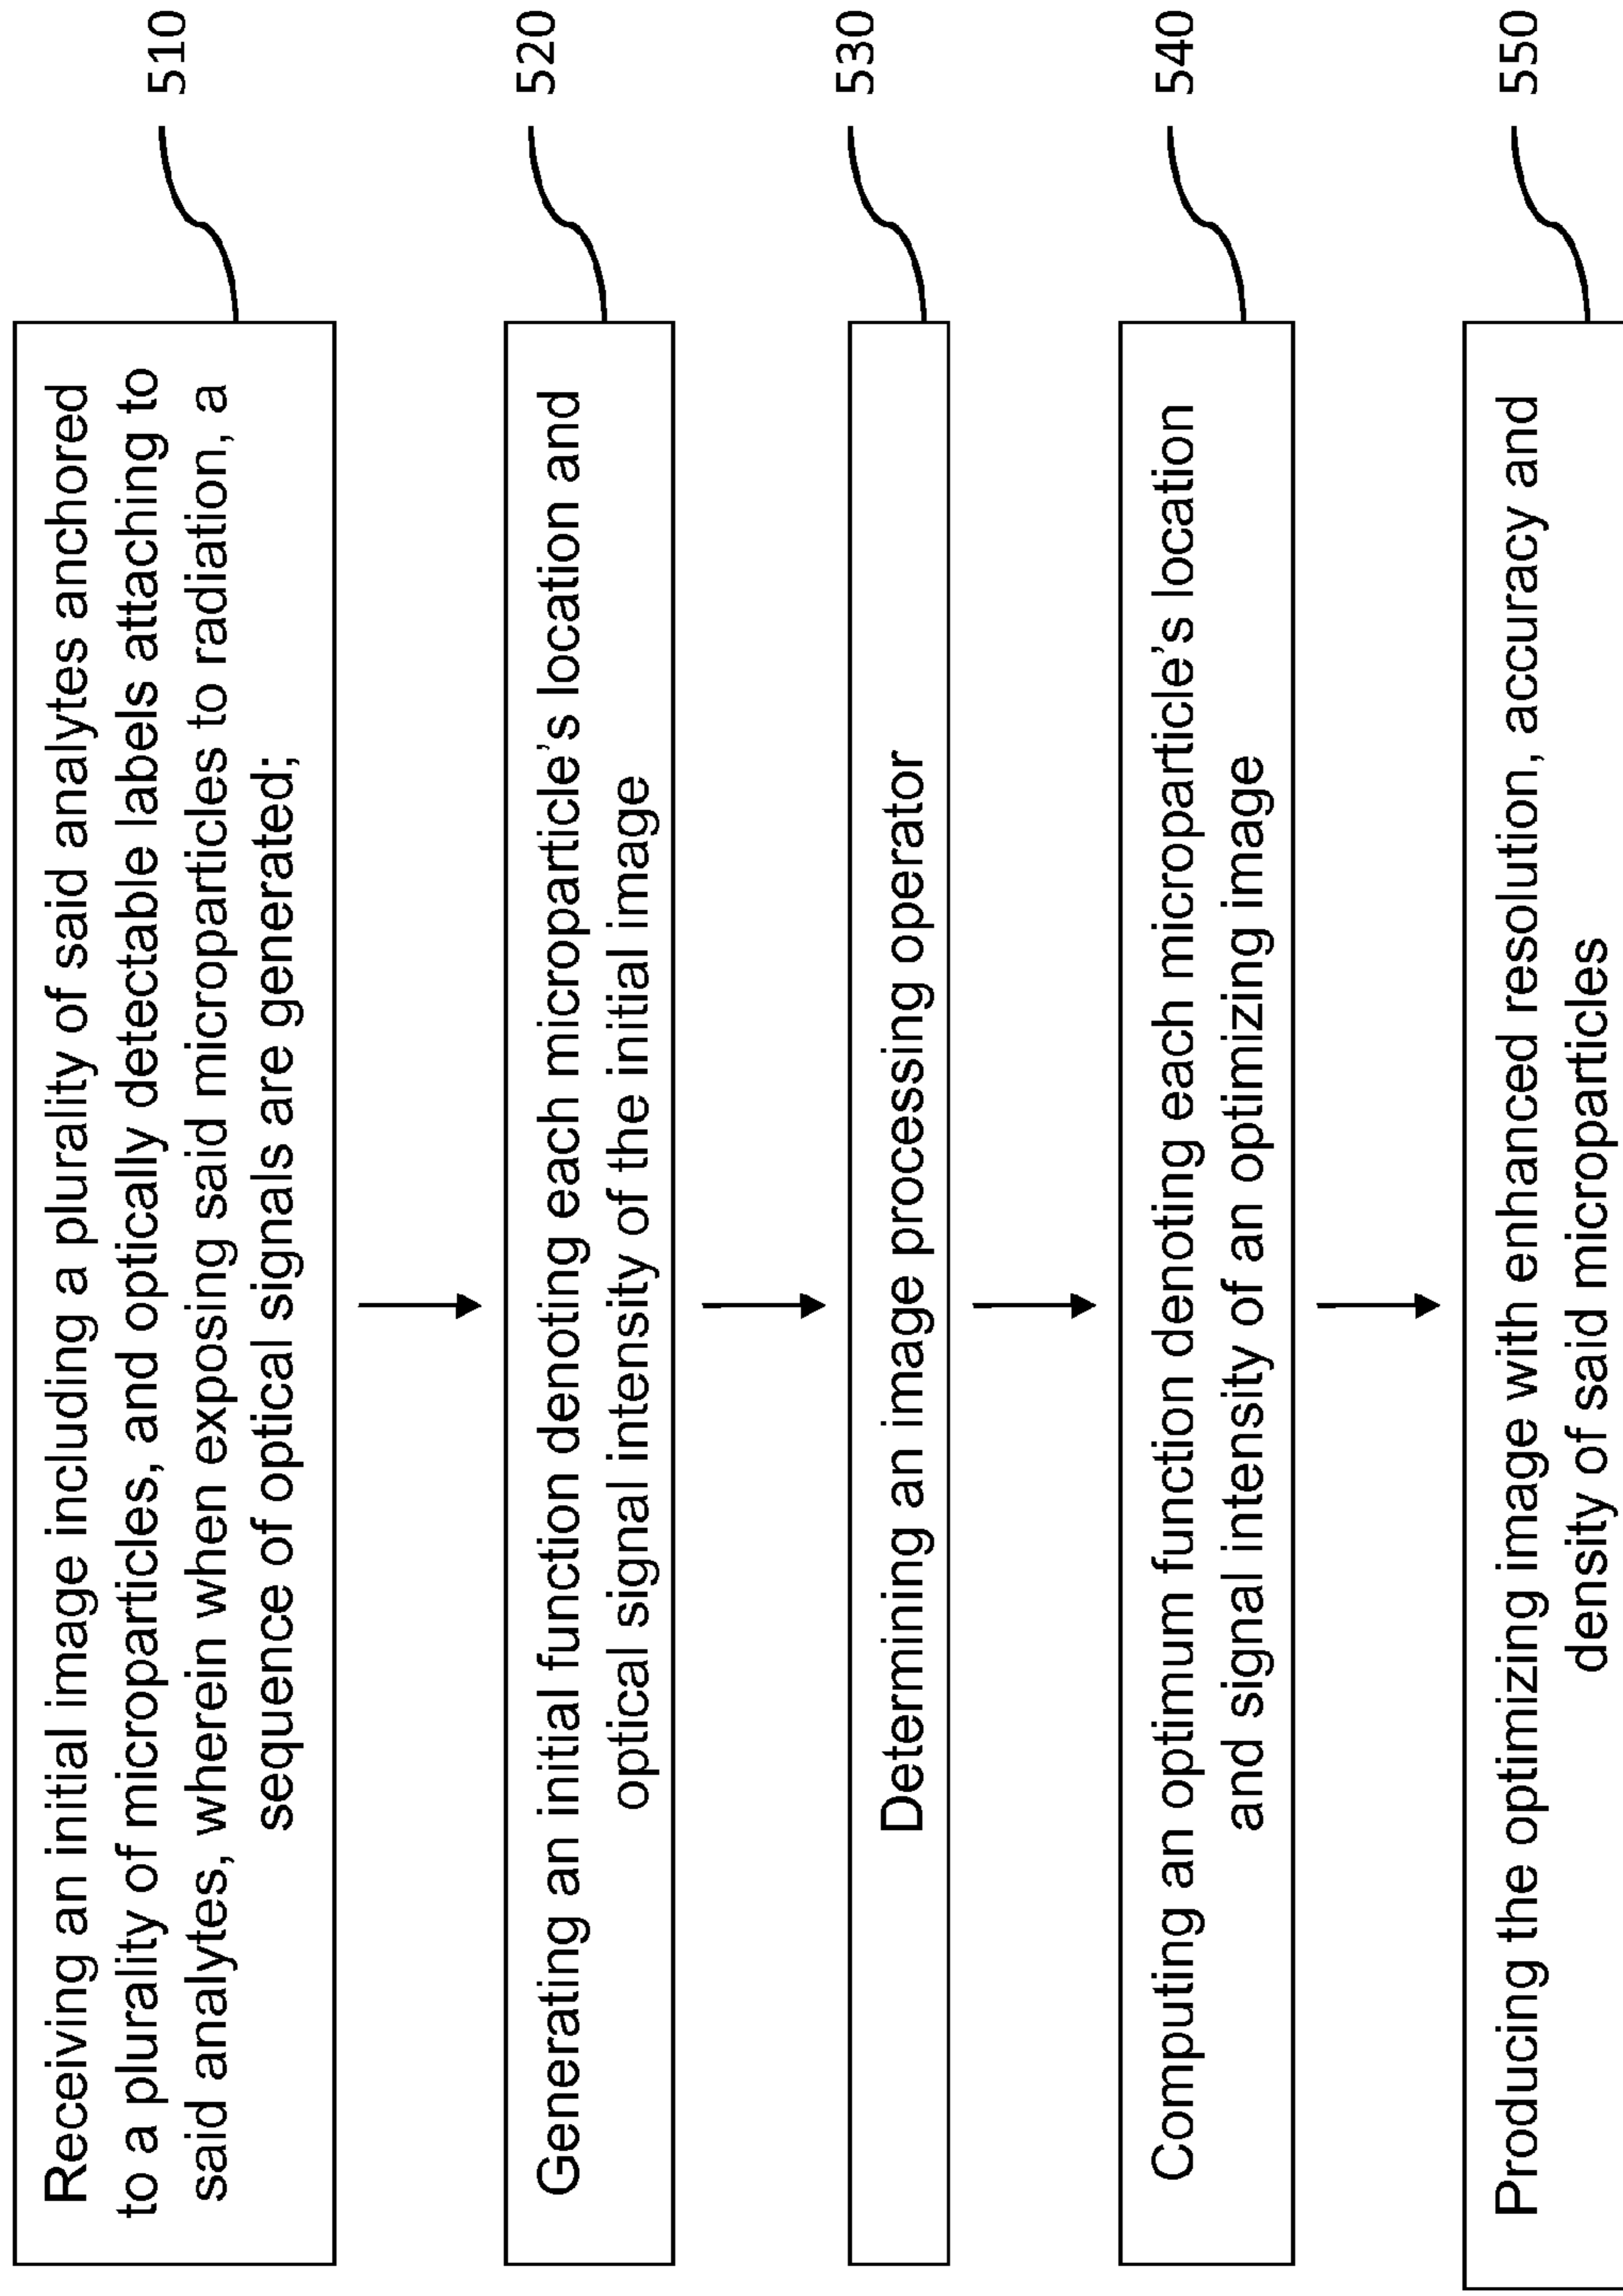 Receiving an initial image including a plurality of said analytes anchored
to a plurality of microparticles, and optically detectable labels attaching to
said analytes, wherein when exposing said microparticles to radiation, a
sequence of optical signals are generated;
510
Generating an initial function denoting each microparticle's location and
optical signal intensity of the initial image
520
Determining an image processing operator
530
Computing an optimum function denoting each microparticle's location
and signal intensity of an optimizing image
540
Producing the optimizing image with enhanced resolution, accuracy and
density of said microparticles
550